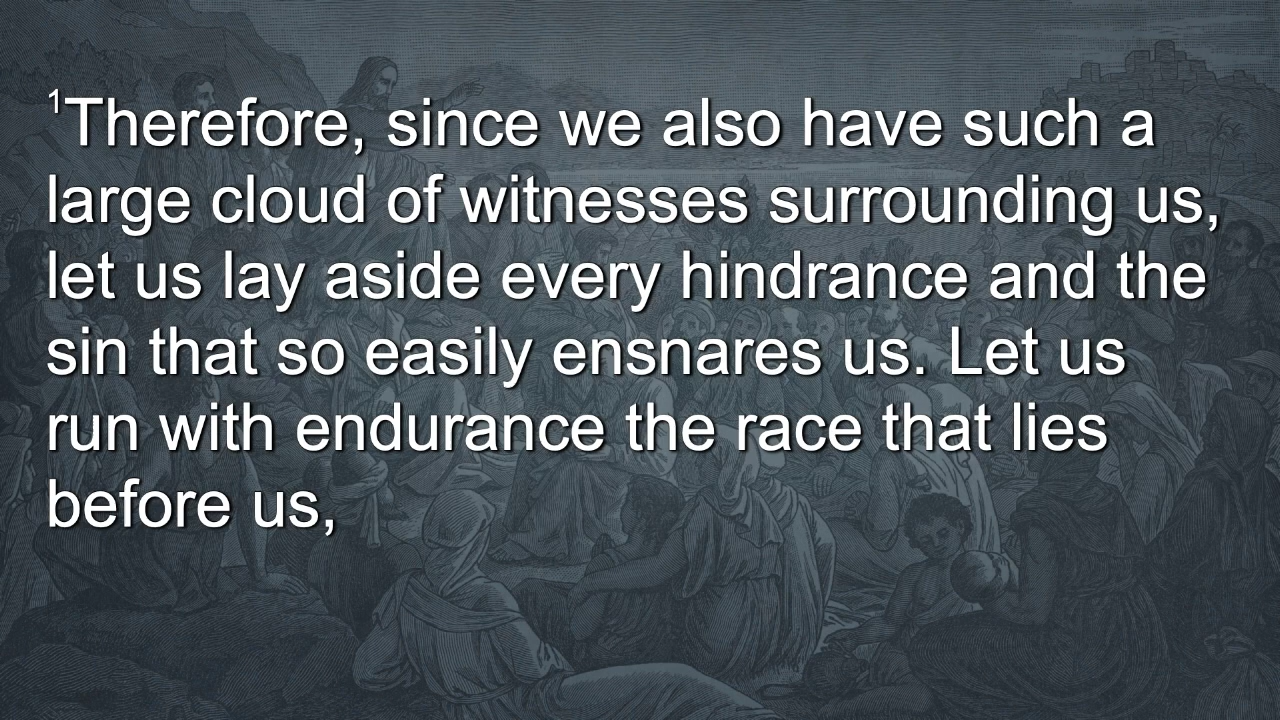 ¹Therefore, since we also have such a
large cloud of witnesses surrounding us,
let us lay aside every hindrance and the
sin that so easily ensnares us. Let us
run with endurance the race that lies
before us,